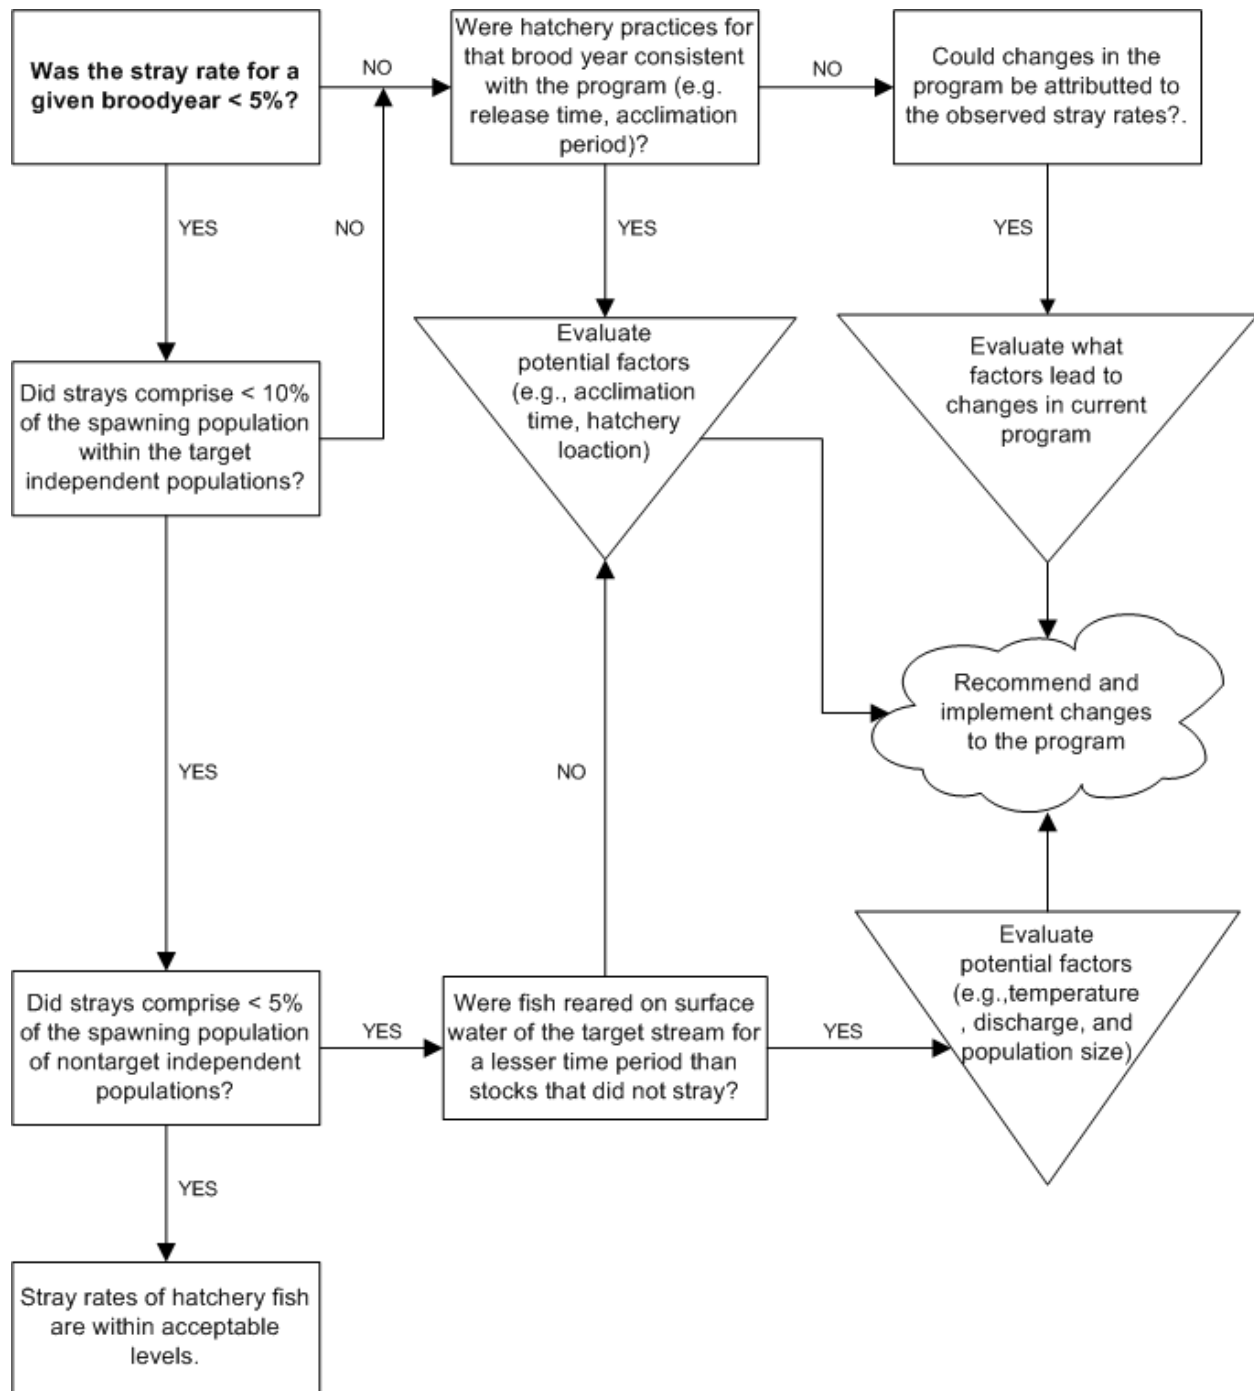 Was the stray rate for a
given broodyear < 5%?
NO
Were hatchery practices for
that brood year consistent
with the program (e.g.
release time, acclimation
period)?
NO
Could changes in the
program be attributted to
the observed stray rates?.
YES
NO
YES
YES
Did strays comprise < 10%
of the spawning population
within the target
independent populations?
Evaluate
potential factors
(e.g., acclimation
time, hatchery
loaction)
Evaluate what
factors lead to
changes in current
program
YES
NO
Recommend and
implement changes
to the program
Did strays comprise < 5%
of the spawning population
of nontarget independent
populations?
YES
Were fish reared on surface
water of the target stream for
a lesser time period than
stocks that did not stray?
YES
Evaluate
potential factors
(e.g.,temperature
, discharge, and
population size)
YES
Stray rates of hatchery fish
are within acceptable
levels.